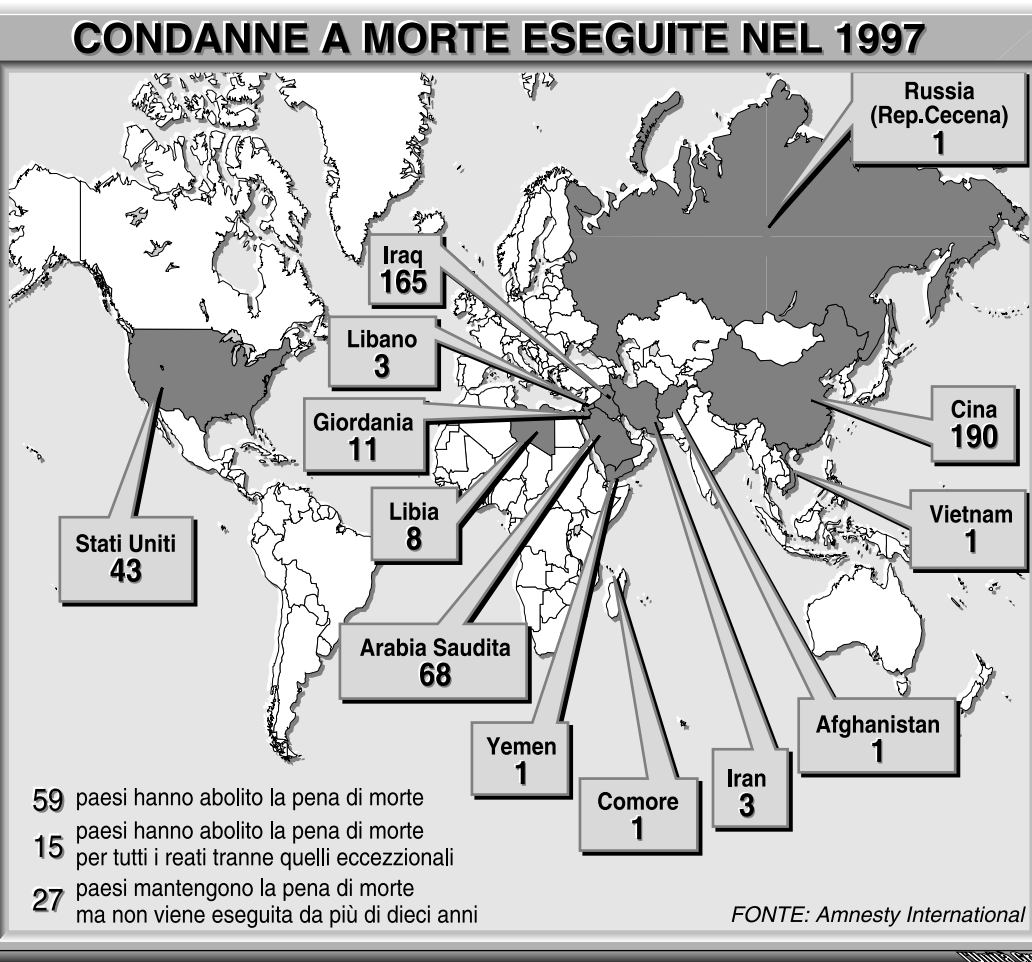 CONDANNE A MORTE ESEGUITE NEL 1997
Russia
(Rep.Cecena)
1
Iraq
165
Libano
3
Giordania
11
Cina
190
Libia
8
Vietnam
1
Stati Uniti
43
Arabia Saudita
68
Afghanistan
1
Yemen
1
Iran
3
Comore
1
59 paesi hanno abolito la pena di morte
15 paesi hanno abolito la pena di morte
per tutti i reati tranne quelli eccezzionali
27 paesi mantengono la pena di morte
ma non viene eseguita da più di dieci anni
FONTE: Amnesty International